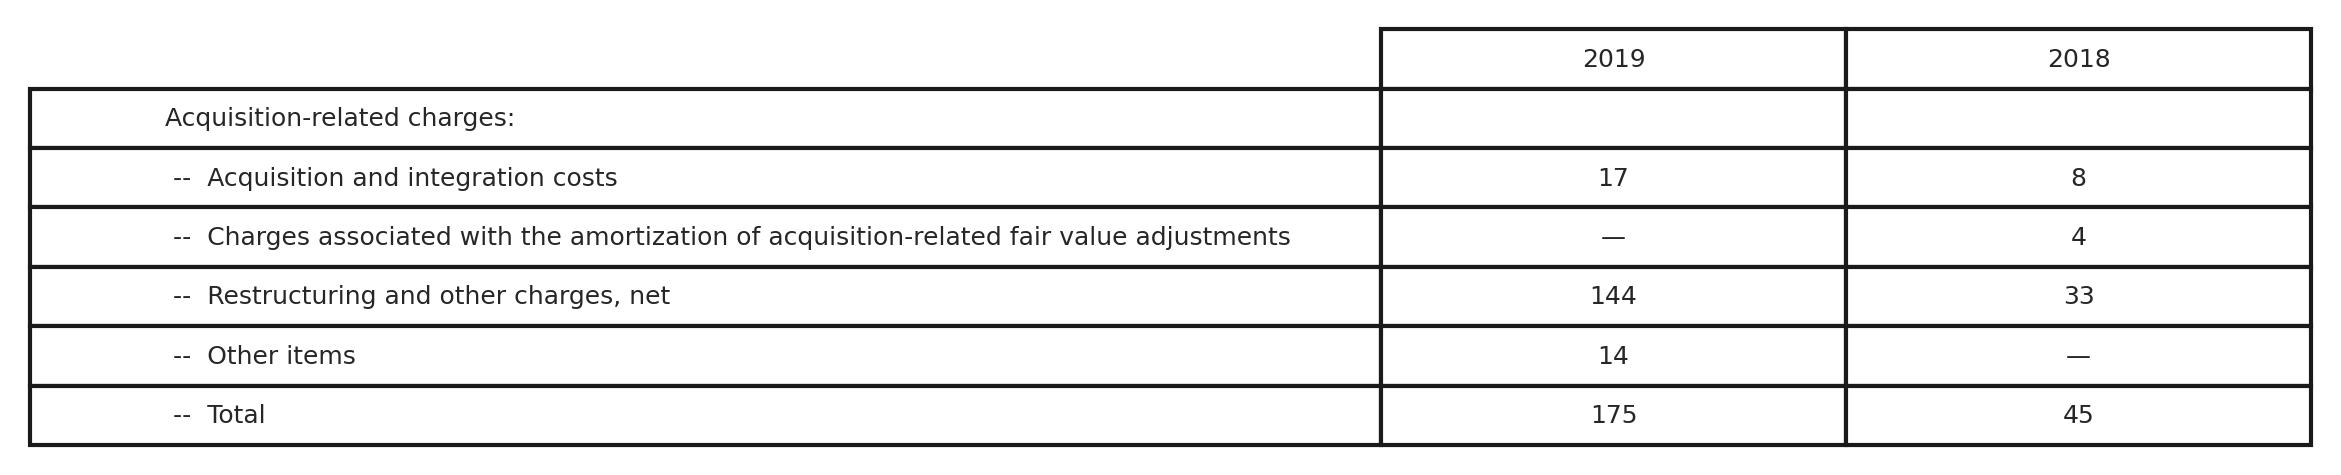 2019 2018
Acquisition-related charges:
-- Acquisition and integration costs 17 8
-- Charges associated with the amortization of acquisition-related fair value adjustments — 4
-- Restructuring and other charges, net 144 33
-- Other items 14 —
-- Total 175 45